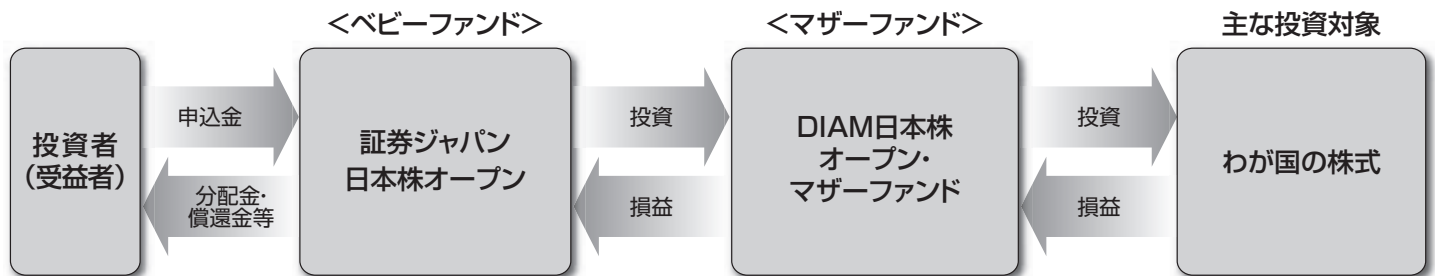 <ベビーファンド>
<マザーファンド>
主な投資対象
投資者
(受益者)
申込金
分配金・
償還金等
証券ジャパン
日本株オープン
投資
損益
DIAM日本株
オープン・
マザーファンド
投資
損益
わが国の株式